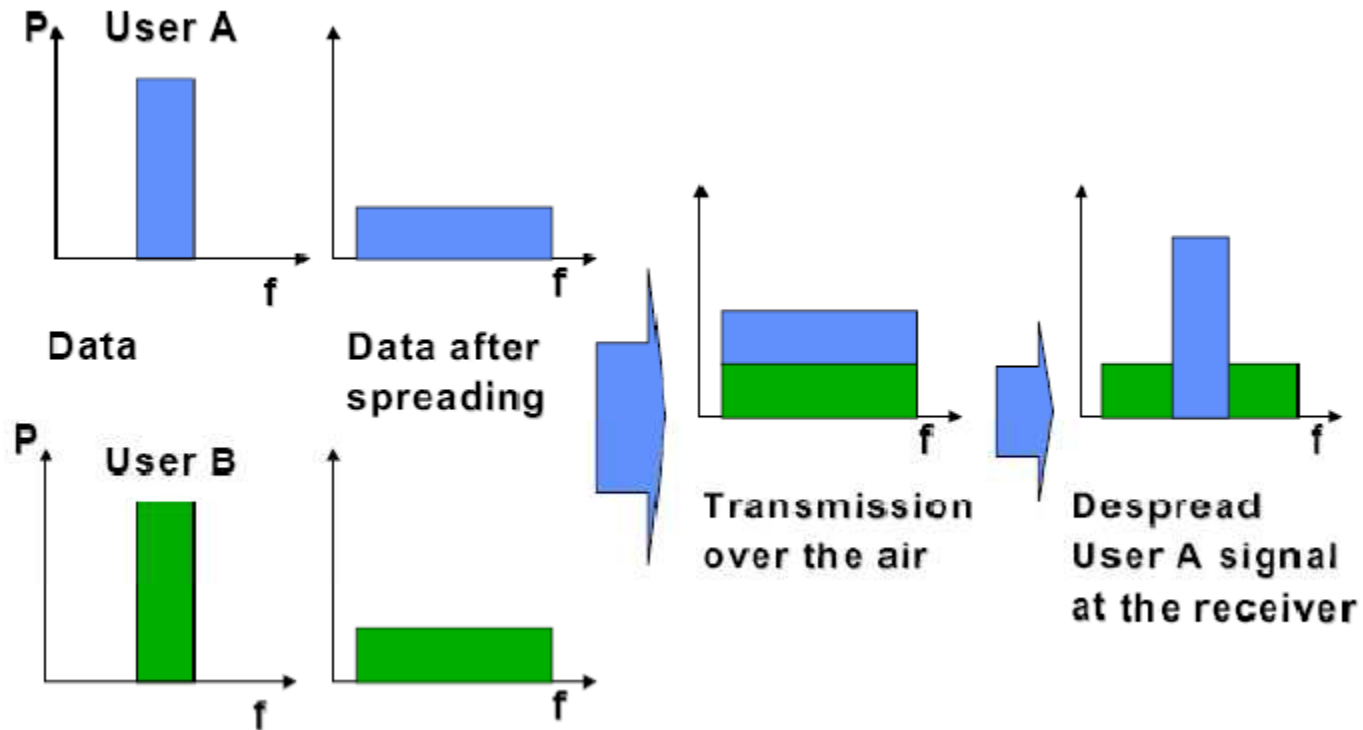 P
User A
f
f
Data
Data after
spreading
P
User B
f
f
f
Transmission
over the air
f
Despread
User A signal
at the receiver